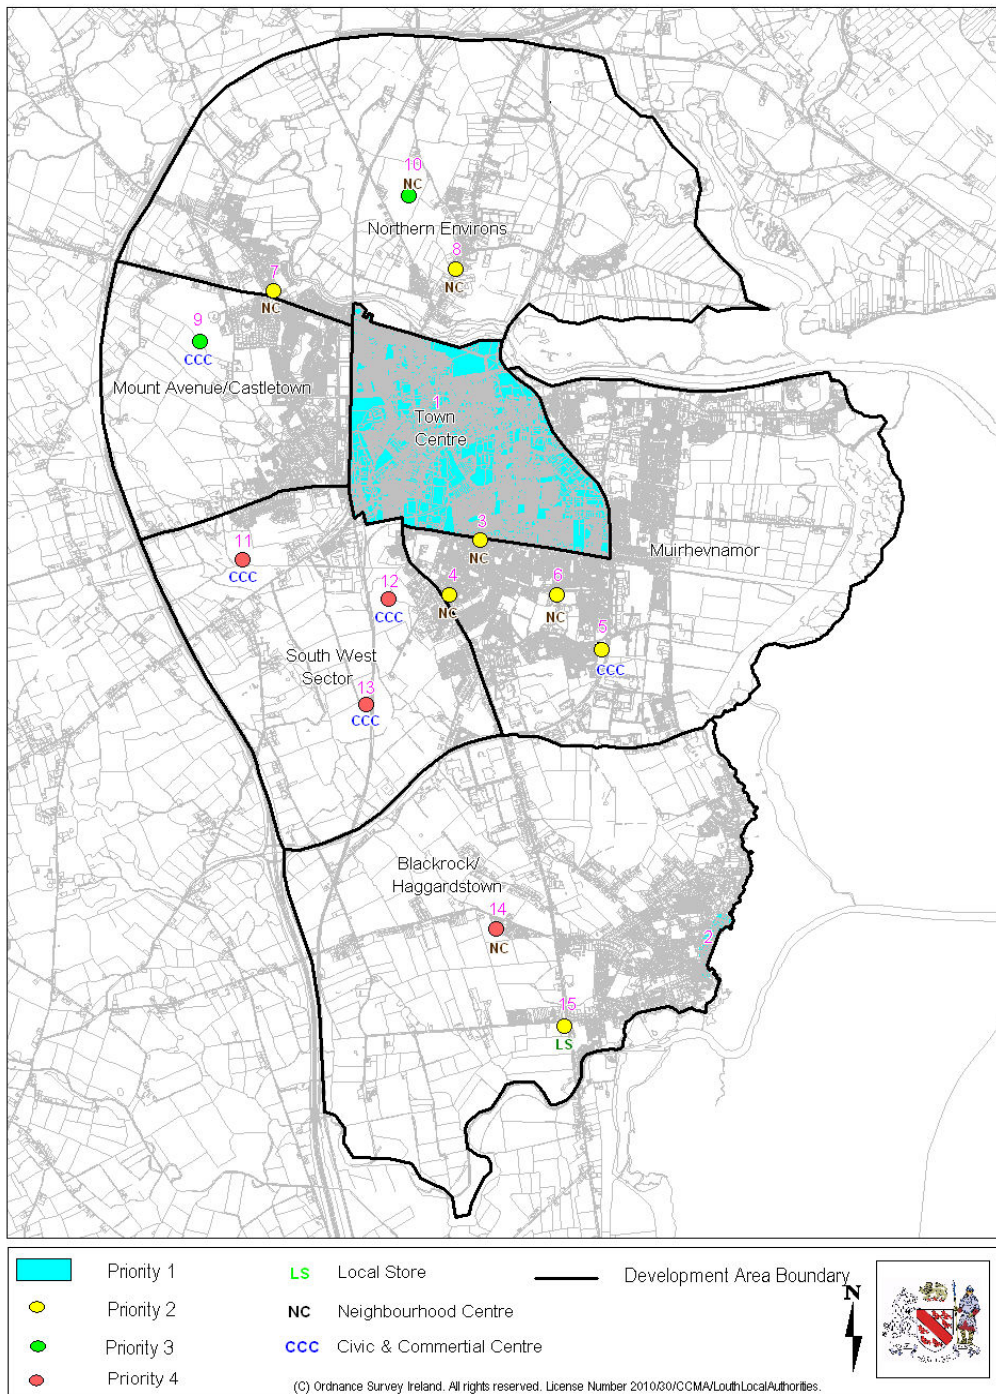 10
NC
Northern Environs
8
NC
7
NC
9
CCC
Mount Avenue/Castletown
1
Town
Centre
3
NC
Muirhevnamor
11
CCC
12
CCC
4
NC
6
NC
5
CCC
South West
Sector
13
CCC
Blackrock/
Haggardstown
14
NC
2
15
LS
Priority 1
LS Local Store
Development Area Boundary
N
Priority 2
NC Neighbourhood Centre
Priority 3
CCC Civic & Commertial Centre
Priority 4
(C) Ordnance Survey Ireland. All rights reserved. License Number 2010/30/CCMA/LouthLocalAuthorities.